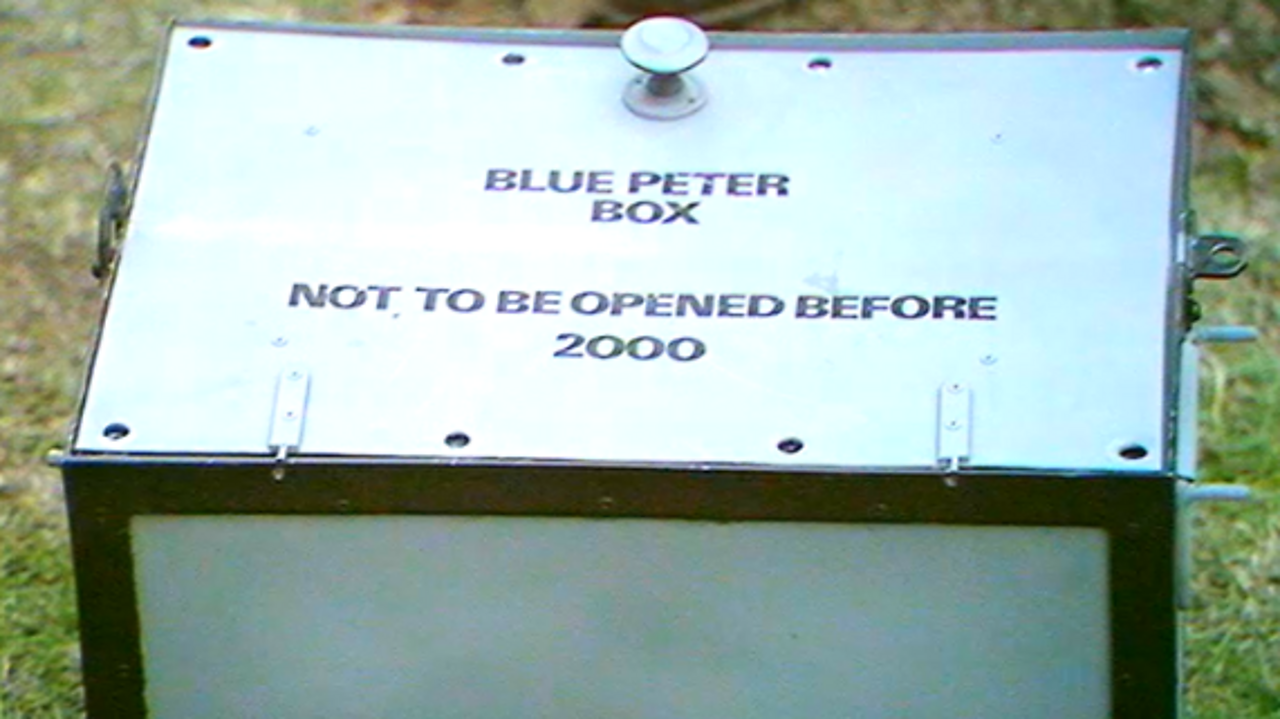 BLUE PETER
BOX
NOT TO BE OPENED BEFORE
2000